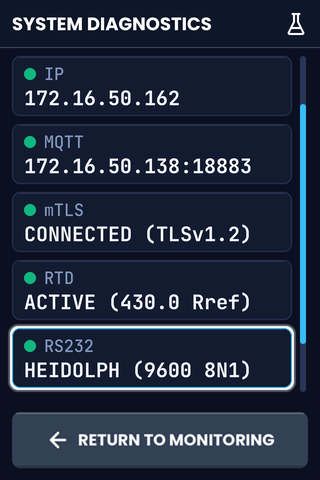 SYSTEM DIAGNOSTICS
IP
172.16.50.162
MQTT
172.16.50.138:18883
mTLS
CONNECTED (TLSv1.2)
RTD
ACTIVE (430.0 Rref)
RS232
HEIDOLPH (9600 8N1)
RETURN TO MONITORING